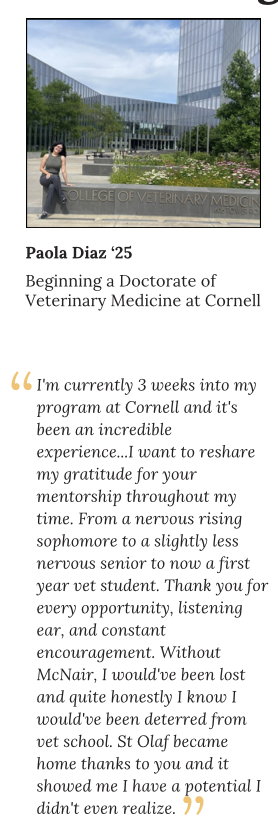 COLLEGE OF VETERINARY MEDICIN
Paola Diaz ‘25
Beginning a Doctorate of
Veterinary Medicine at Cornell
“ I'm currently 3 weeks into my
program at Cornell and it's
been an incredible
experience...I want to reshare
my gratitude for your
mentorship throughout my
time. From a nervous rising
sophomore to a slightly less
nervous senior to now a first
year vet student. Thank you for
every opportunity, listening
ear, and constant
encouragement. Without
McNair, I would've been lost
and quite honestly I know I
would've been deterred from
vet school. St Olaf became
home thanks to you and it
showed me I have a potential I
didn't even realize. ”